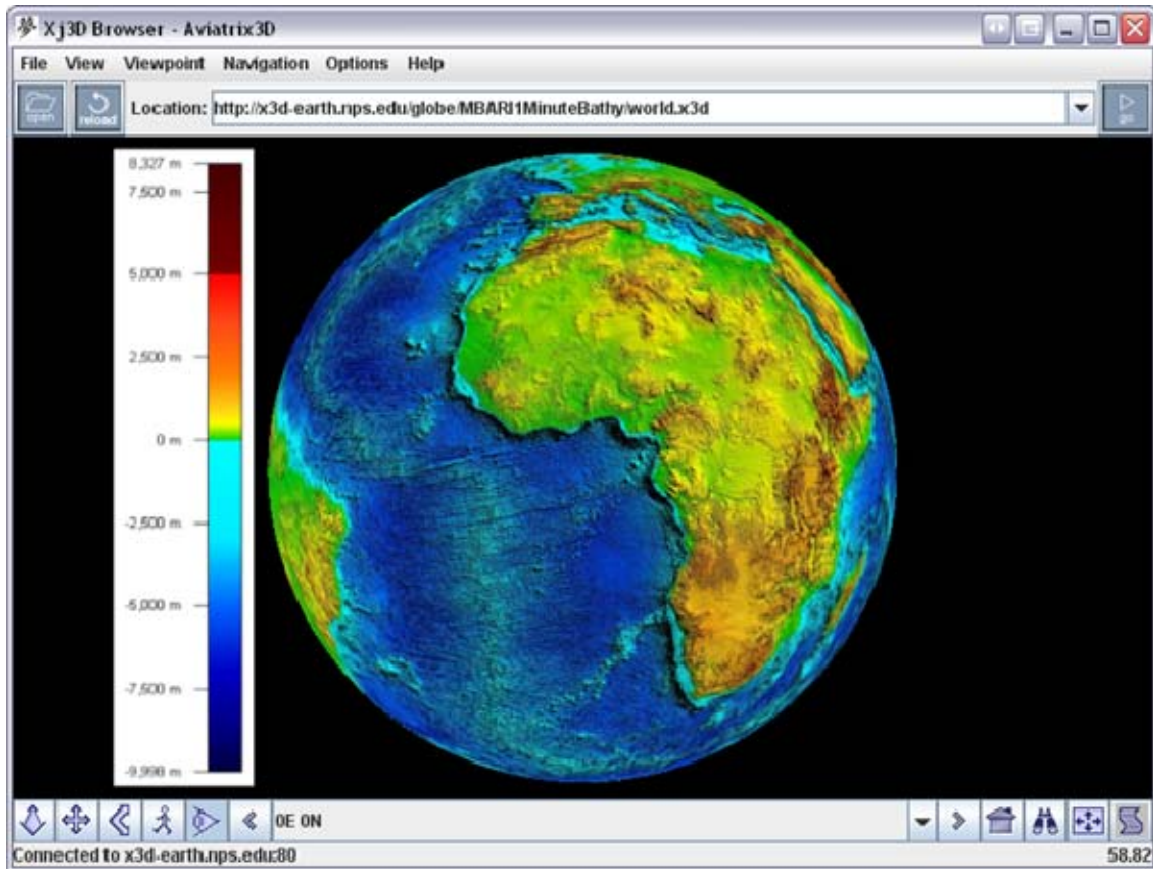 Xj3D Browser - Aviatrix3D
File View Viewpoint Navigation Options Help
open reload Location: http://x3d-earth.nps.edu/globe/MBARI1MinuteBathy/world.x3d go
8,327 m
7,500 m
5,000 m
2,500 m
0 m
-2,500 m
-5,000 m
-7,500 m
-9,998 m
0E 0N
Connected to x3d-earth.nps.edu:80 58.82